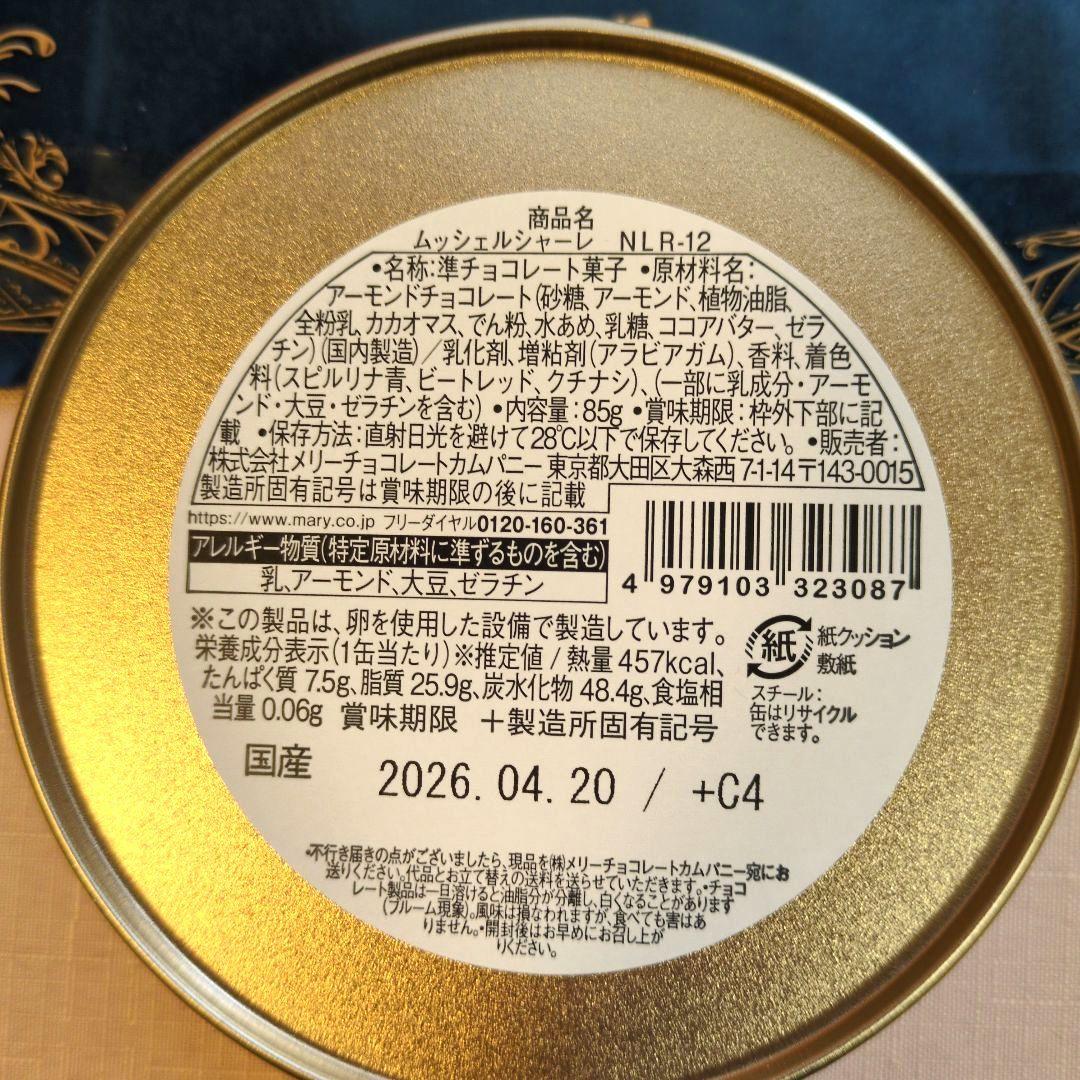 商品名
ムッシェルシャーレ NLR-12
•名称:準チョコレート菓子 •原材料名:
アーモンドチョコレート(砂糖、アーモンド、植物油脂、
全粉乳、カカオマス、でん粉、水あめ、乳糖、ココアバター、ゼラ
チン)(国内製造)/乳化剤、増粘剤(アラビアガム)、香料、着色
料(スピルリナ青、ビートレッド、クチナシ)、(一部に乳成分・アーモ
ンド・大豆・ゼラチンを含む) •内容量:85g •賞味期限:枠外下部に記
載 •保存方法:直射日光を避けて28℃以下で保存してください。 •販売者:
株式会社メリーチョコレートカムパニー 東京都大田区大森西7-1-14〒143-0015
製造所固有記号は賞味期限の後に記載
https://www.mary.co.jp フリーダイヤル0120-160-361
アレルギー物質(特定原材料に準ずるものを含む)
乳、アーモンド、大豆、ゼラチン
4 979103 323087
※この製品は、卵を使用した設備で製造しています。
栄養成分表示(1缶当たり)※推定値/熱量 457kcal、
たんぱく質 7.5g、脂質 25.9g、炭水化物 48.4g、食塩相
当量 0.06g 賞味期限 +製造所固有記号
紙 紙クッション
敷紙
スチール:
缶はリサイクル
できます。
国産
2026.04.20 / +C4
•不行き届きの点がございましたら、現品を㈱メリーチョコレートカムパニー宛にお
送りください。代品とお立て替えの送料を送らせていただきます。•チョコ
レート製品は一旦溶けると油脂分が分離し、白くなることがあります
(ブルーム現象)。風味は損なわれますが、食べても害はあ
りません。•開封後はお早めにお召し上が
りください。